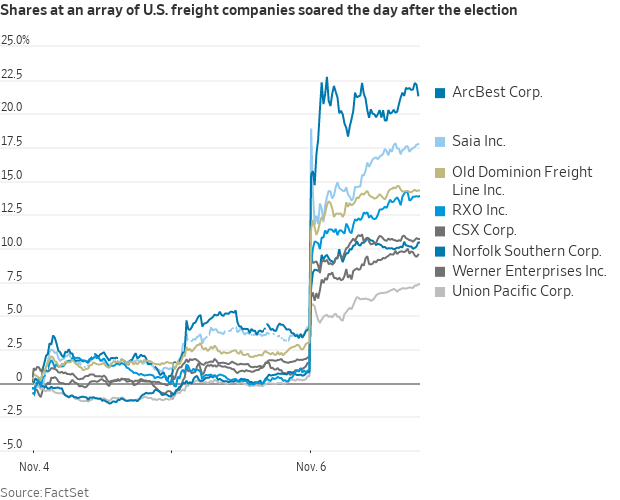 Shares at an array of U.S. freight companies soared the day after the election
25.0%
22.5
20.0
17.5
15.0
12.5
10.0
7.5
5.0
2.5
0
-2.5
-5.0
ArcBest Corp.
Saia Inc.
Old Dominion Freight
Line Inc.
RXO Inc.
CSX Corp.
Norfolk Southern Corp.
Werner Enterprises Inc.
Union Pacific Corp.
Nov. 4
Nov. 6
Source: FactSet